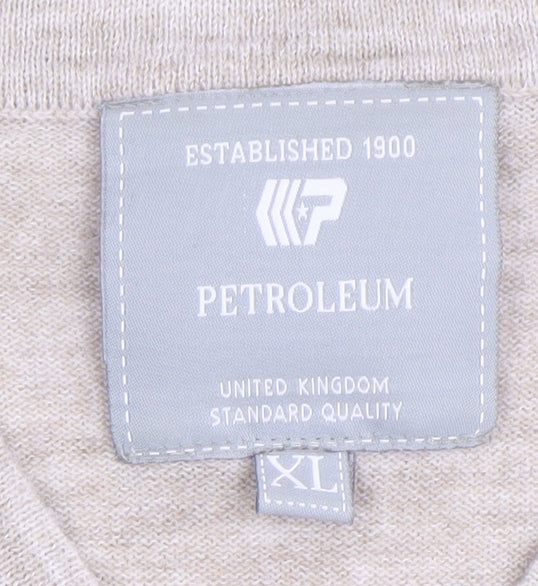 ESTABLISHED 1900
P
PETROLEUM
UNITED KINGDOM
STANDARD QUALITY
XL